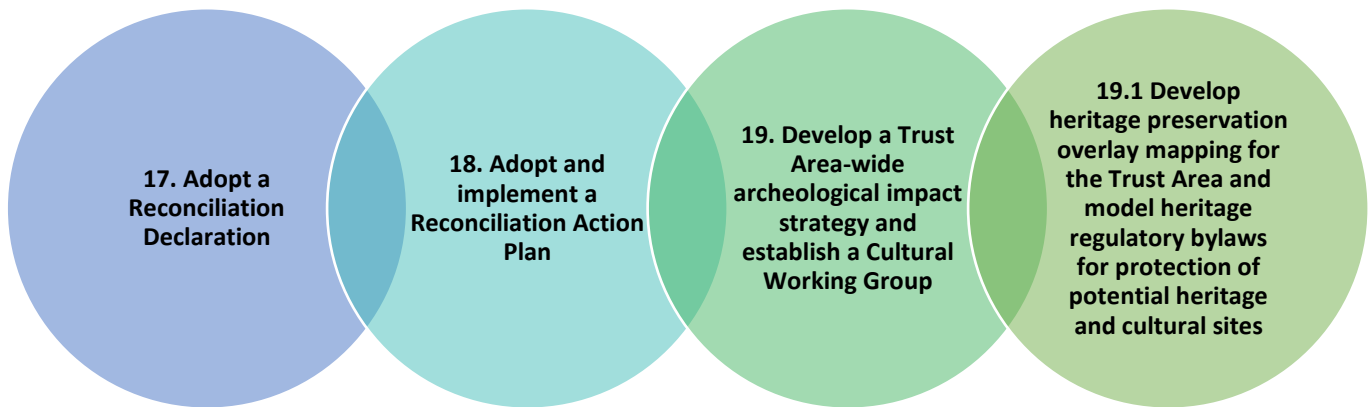 17. Adopt a
Reconciliation
Declaration
18. Adopt and
implement a
Reconciliation Action
Plan
19. Develop a Trust
Area-wide
archeological impact
strategy and
establish a Cultural
Working Group
19.1 Develop
heritage preservation
overlay mapping for
the Trust Area and
model heritage
regulatory bylaws
for protection of
potential heritage
and cultural sites